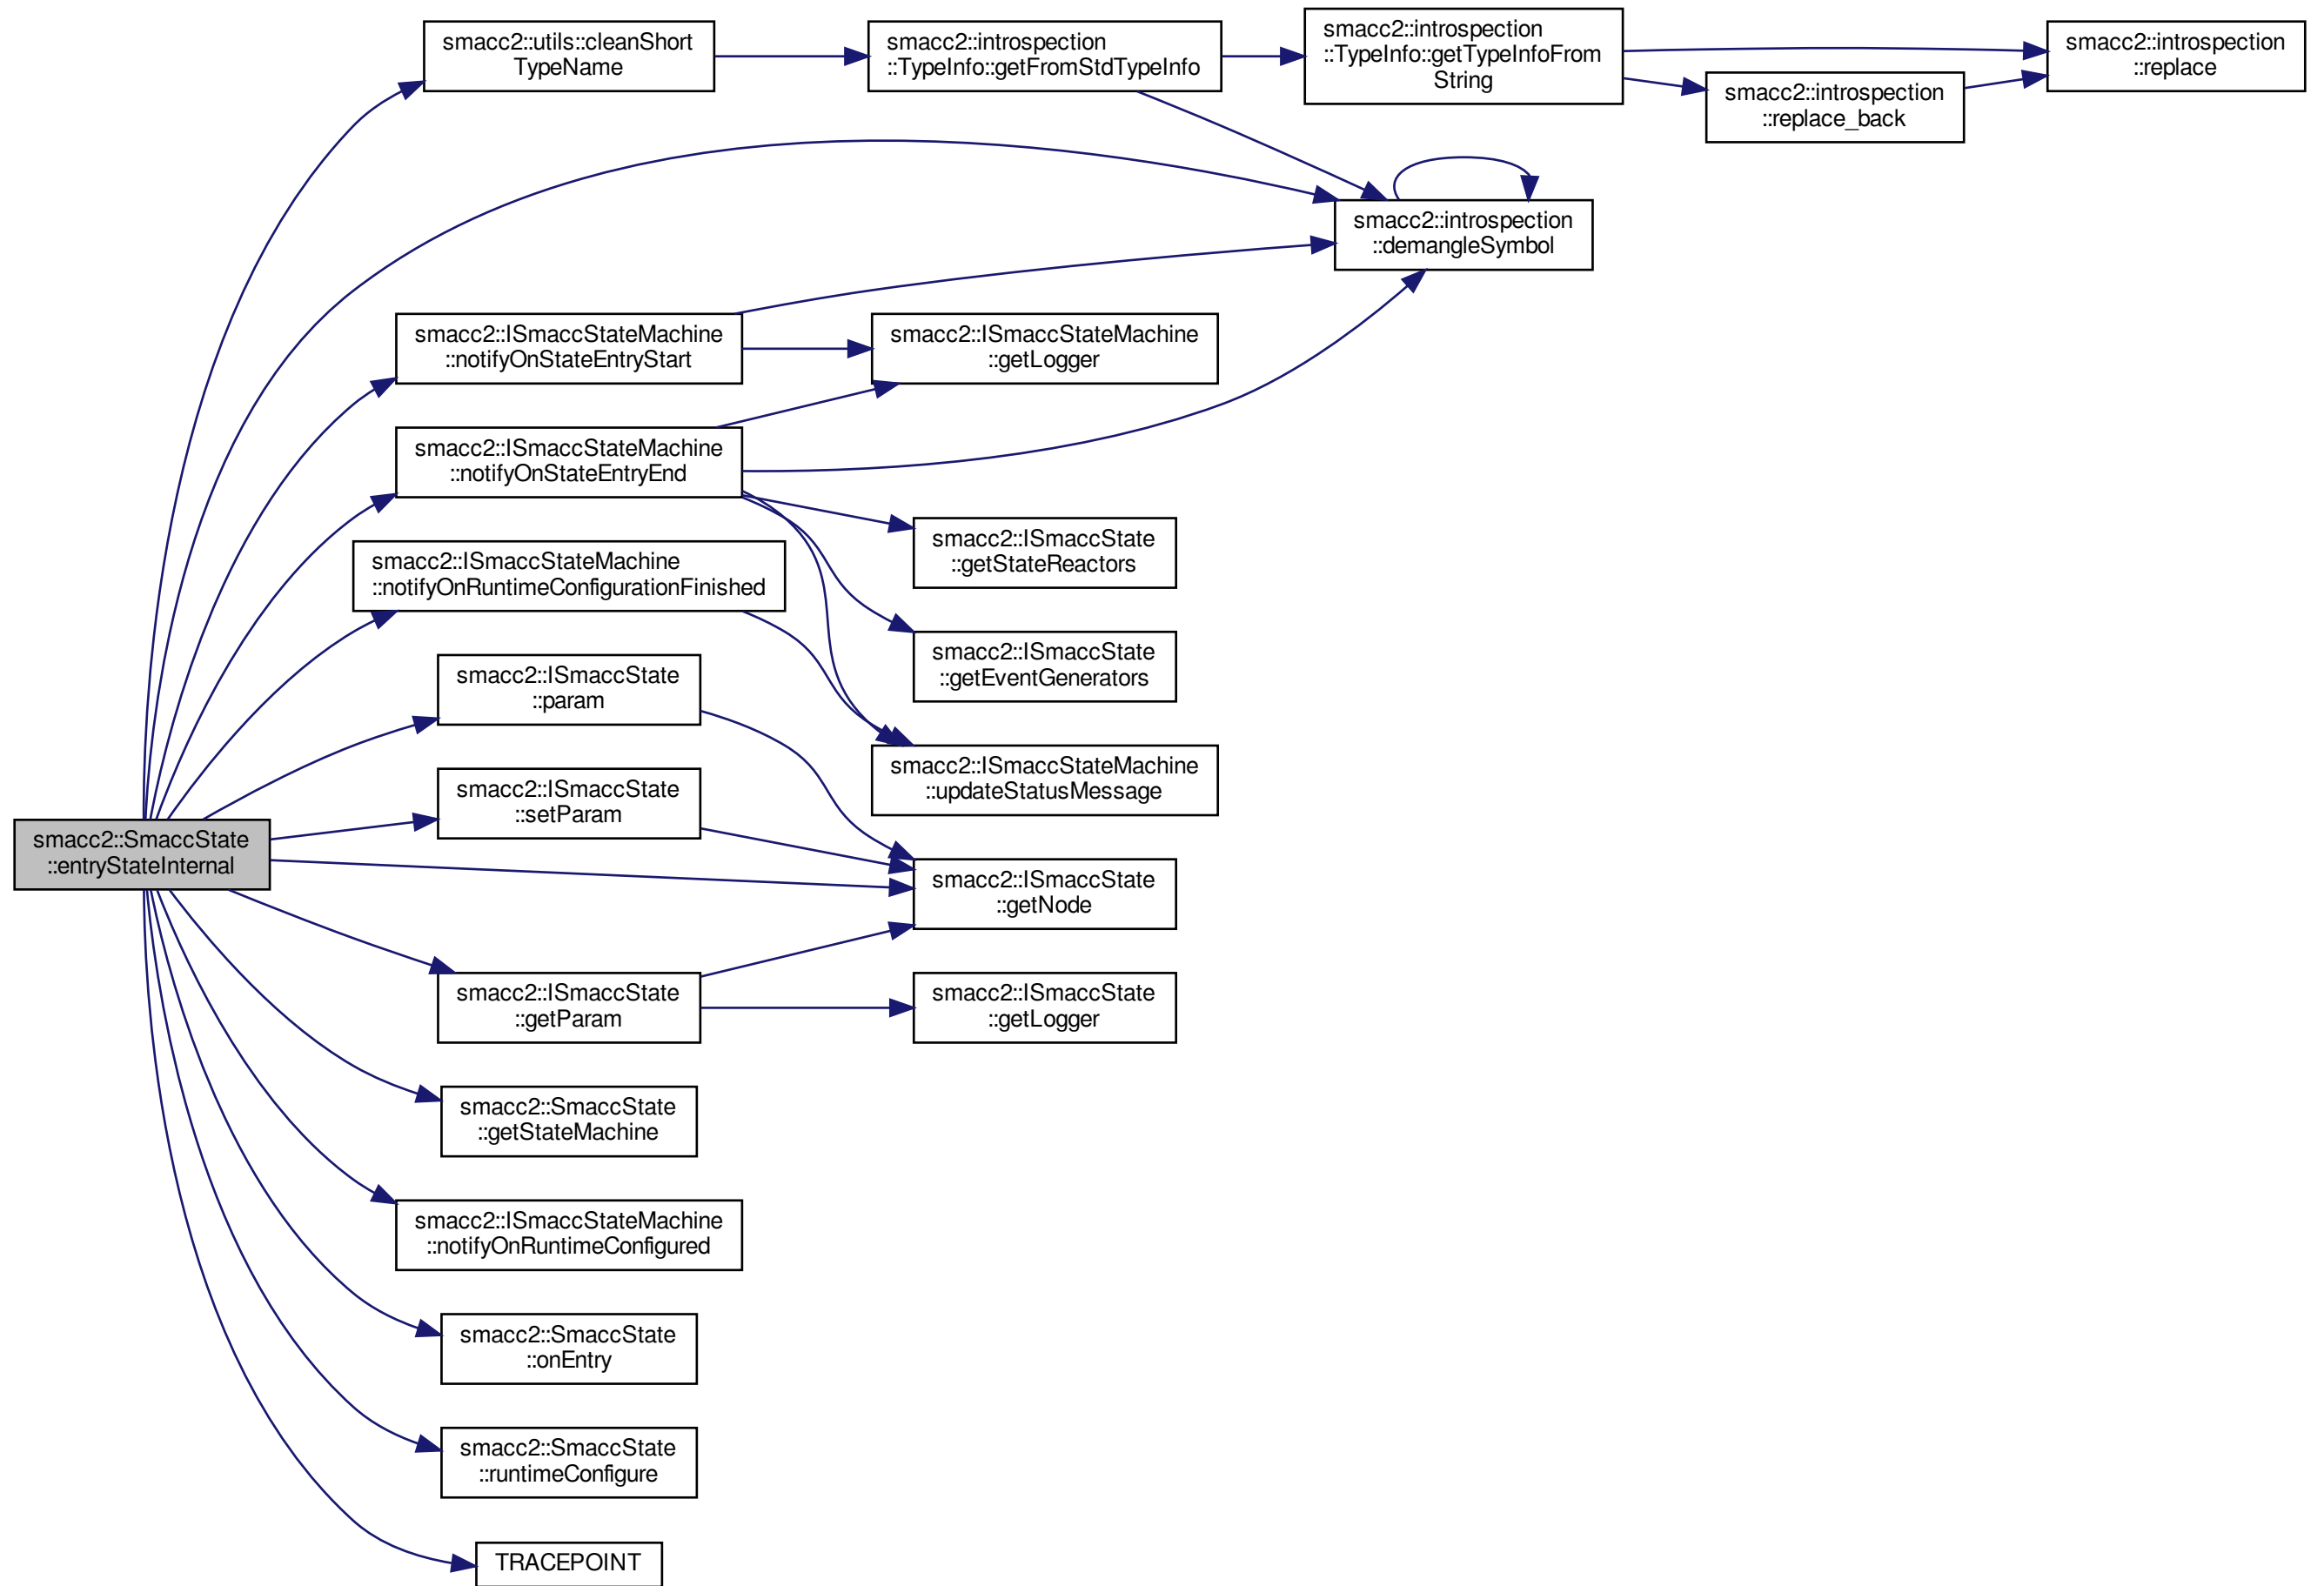 smacc2::utils::cleanShort
TypeName
smacc2::introspection
::TypeInfo::getFromStdTypeInfo
smacc2::introspection
::TypeInfo::getTypeInfoFrom
String
smacc2::introspection
::replace
smacc2::introspection
::replace_back
smacc2::introspection
::demangleSymbol
smacc2::ISmaccStateMachine
::notifyOnStateEntryStart
smacc2::ISmaccStateMachine
::getLogger
smacc2::ISmaccStateMachine
::notifyOnStateEntryEnd
smacc2::ISmaccState
::getStateReactors
smacc2::ISmaccStateMachine
::notifyOnRuntimeConfigurationFinished
smacc2::ISmaccState
::getEventGenerators
smacc2::ISmaccState
::param
smacc2::ISmaccStateMachine
::updateStatusMessage
smacc2::ISmaccState
::setParam
smacc2::SmaccState
::entryStateInternal
smacc2::ISmaccState
::getNode
smacc2::ISmaccState
::getParam
smacc2::ISmaccState
::getLogger
smacc2::SmaccState
::getStateMachine
smacc2::ISmaccStateMachine
::notifyOnRuntimeConfigured
smacc2::SmaccState
::onEntry
smacc2::SmaccState
::runtimeConfigure
TRACEPOINT